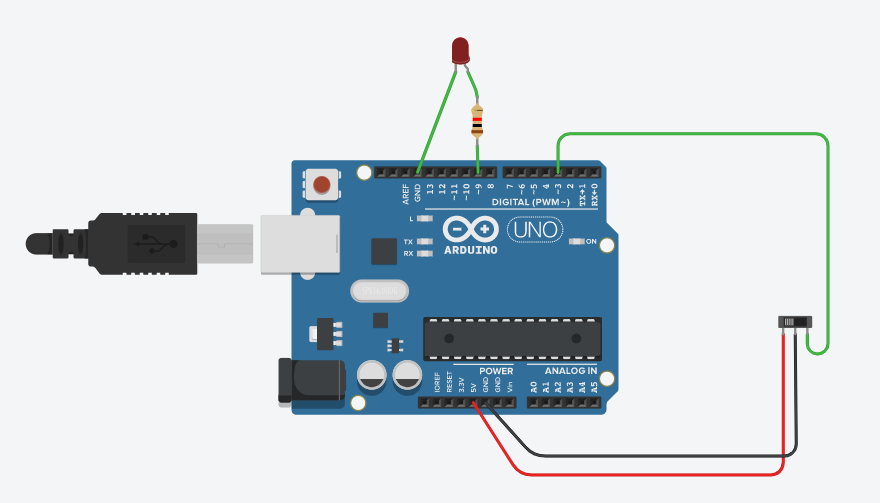 AREF
GND
13
12
~11
~10
~9
8
7
~6
~5
4
~3
2
TX→1
RX←0
DIGITAL (PWM~)
L
TX
RX
ARDUINO
UNO
ON
POWER
ANALOG IN
IOREF
RESET
3.3V
5V
GND
GND
Vin
A0
A1
A2
A3
A4
A5